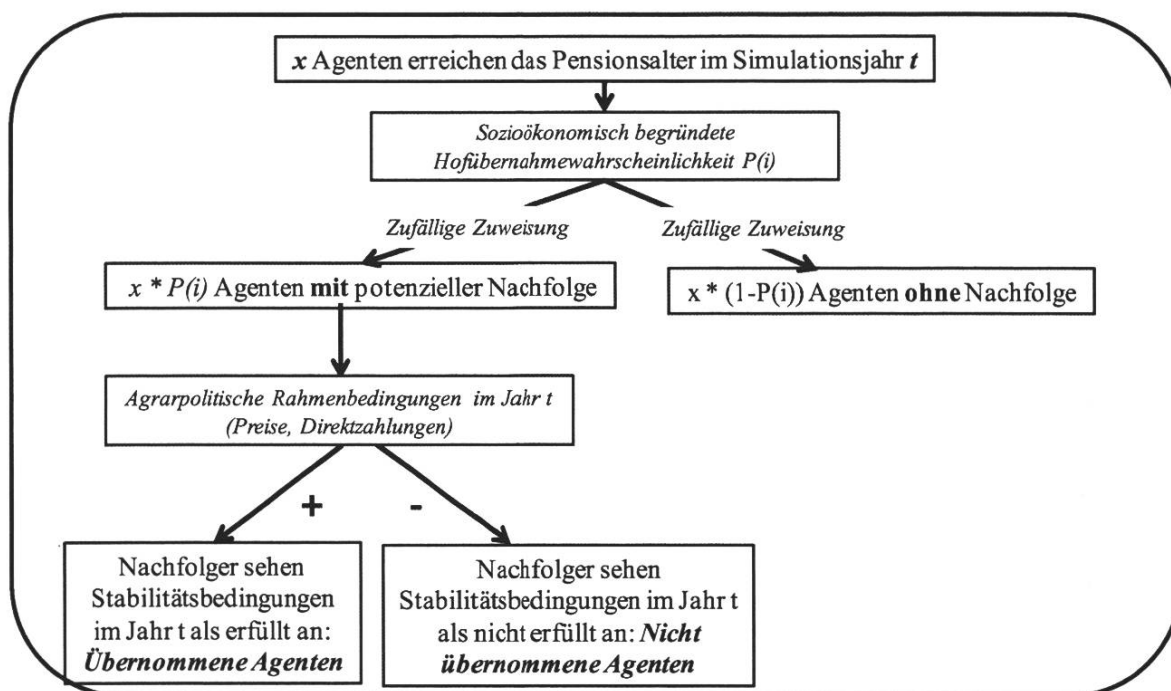 x Agenten erreichen das Pensionsalter im Simulationsjahr t
Sozioökonomisch begründete
Hofübernahmewahrscheinlichkeit P(i)
Zufällige Zuweisung
Zufällige Zuweisung
x * P(i) Agenten mit potenzieller Nachfolge
x * (1-P(i)) Agenten ohne Nachfolge
Agrarpolitische Rahmenbedingungen im Jahr t
(Preise, Direktzahlungen)
+
-
Nachfolger sehen
Stabilitätsbedingungen
im Jahr t als erfüllt an:
Übernommene Agenten
Nachfolger sehen
Stabilitätsbedingungen im Jahr t
als nicht erfüllt an: Nicht
übernommene Agenten